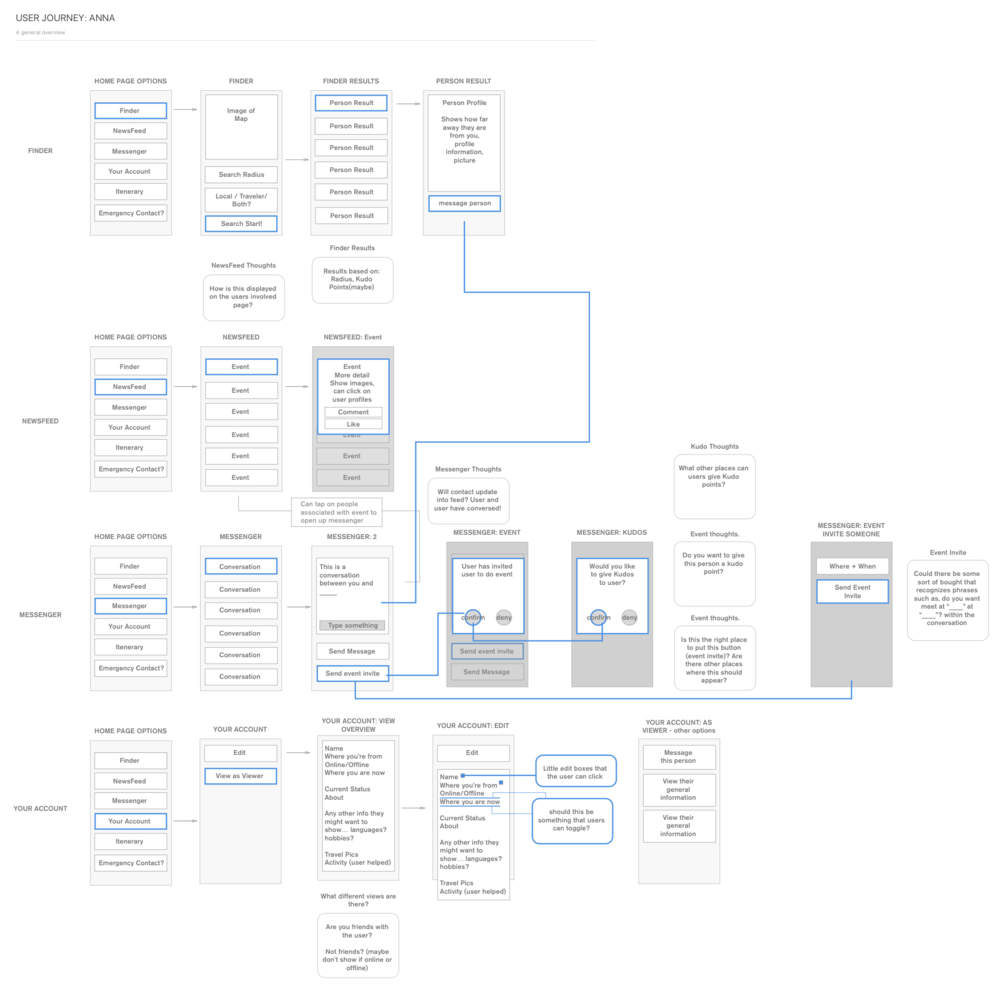 USER JOURNEY: ANNA
A general overview
HOME PAGE OPTIONS
FINDER
FINDER RESULTS
PERSON RESULT
FINDER
Finder
NewsFeed
Messenger
Your Account
Itenerary
Emergency Contact?
Image of
Map
Search Radius
Local / Traveler/
Both?
Search Start!
Person Result
Person Result
Person Result
Person Result
Person Result
Person Result
Person Profile
Shows how far
away they are
from you,
profile
information,
picture
message person
NewsFeed Thoughts
How is this displayed
on the users involved
page?
Finder Results
Results based on:
Radius, Kudo
Points(maybe)
HOME PAGE OPTIONS
NEWSFEED
NEWSFEED: Event
NEWSFEED
Finder
NewsFeed
Messenger
Your Account
Itenerary
Emergency Contact?
Event
Event
Event
Event
Event
Event
Event
More detail
Show images,
can click on
user profiles
Comment
Like
Event
Event
Event
Can tap on people
associated with event to
open up messenger
Messenger Thoughts
Will contact update
into feed? User and
user have conversed!
Kudo Thoughts
What other places can
users give Kudo
points?
HOME PAGE OPTIONS
MESSENGER
MESSENGER: 2
MESSENGER: EVENT
MESSENGER: KUDOS
Event thoughts.
MESSENGER: EVENT
INVITE SOMEONE
Event Invite
MESSENGER
Finder
NewsFeed
Messenger
Your Account
Itenerary
Emergency Contact?
Conversation
Conversation
Conversation
Conversation
Conversation
Conversation
This is a
conversation
between you and
____
Type something
Send Message
Send event invite
User has invited
user to do event
confirm
deny
Send event invite
Send Message
Would you like
to give Kudos
to user?
confirm
deny
Do you want to give
this person a kudo
point?
Event thoughts.
Is this the right place
to put this button
(event invite)? Are
there other places
where this should
appear?
Where + When
Send Event
Invite
Could there be some
sort of bought that
recognizes phrases
such as, do you want
meet at "____" at
"____"? within the
conversation
HOME PAGE OPTIONS
YOUR ACCOUNT
YOUR ACCOUNT: VIEW
OVERVIEW
YOUR ACCOUNT: EDIT
YOUR ACCOUNT: AS
VIEWER - other options
YOUR ACCOUNT
Finder
NewsFeed
Messenger
Your Account
Itenerary
Emergency Contact?
Edit
View as Viewer
Name
Where you're from
Online/Offline
Where you are now
Current Status
About
Any other info they
might want to
show... languages?
hobbies?
Travel Pics
Activity (user helped)
Edit
Name
Where you're from
Online/Offline
Where you are now
Current Status
About
Any other info they
might want to
show... languages?
hobbies?
Travel Pics
Activity (user helped)
Little edit boxes that
the user can click
should this be
something that users
can toggle?
Message
this person
View their
general
information
View their
general
information
What different views are
there?
Are you friends with
the user?
Not friends? (maybe
don't show if online or
offline)